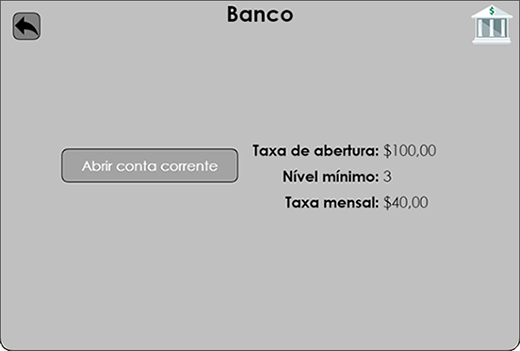 Banco
$
Abrir conta corrente
Taxa de abertura: $100,00
Nível mínimo: 3
Taxa mensal: $40,00